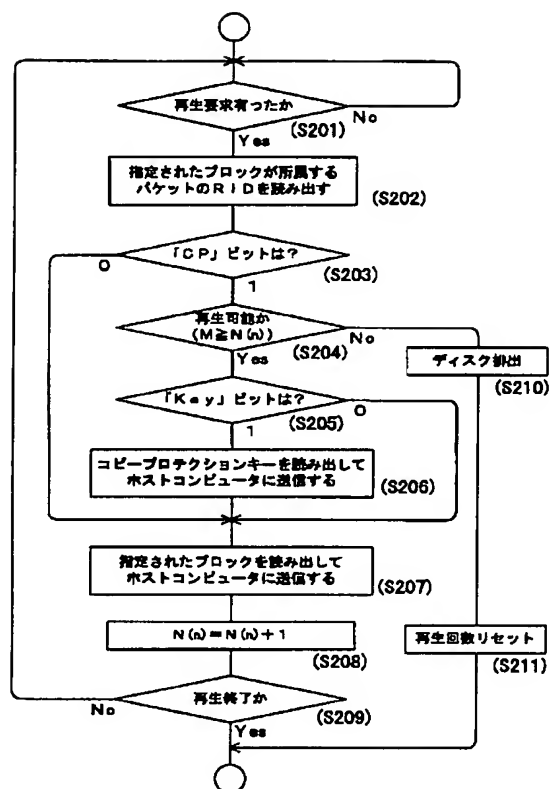 再生要求有ったか
No
(S201)
Yes
指定されたブロックが所属する
パケットのRIDを読み出す
(S202)
「CP」ビットは?
0
(S203)
1
再生可能か
(M≧N(n))
No
(S204)
Yes
ディスク排出
(S210)
「Key」ビットは?
0
(S205)
1
コピープロテクションキーを読み出して
ホストコンピュータに送信する
(S206)
指定されたブロックを読み出して
ホストコンピュータに送信する
(S207)
N(n)=N(n)+1
(S208)
再生回数リセット
(S211)
再生終了か
No
(S209)
Yes